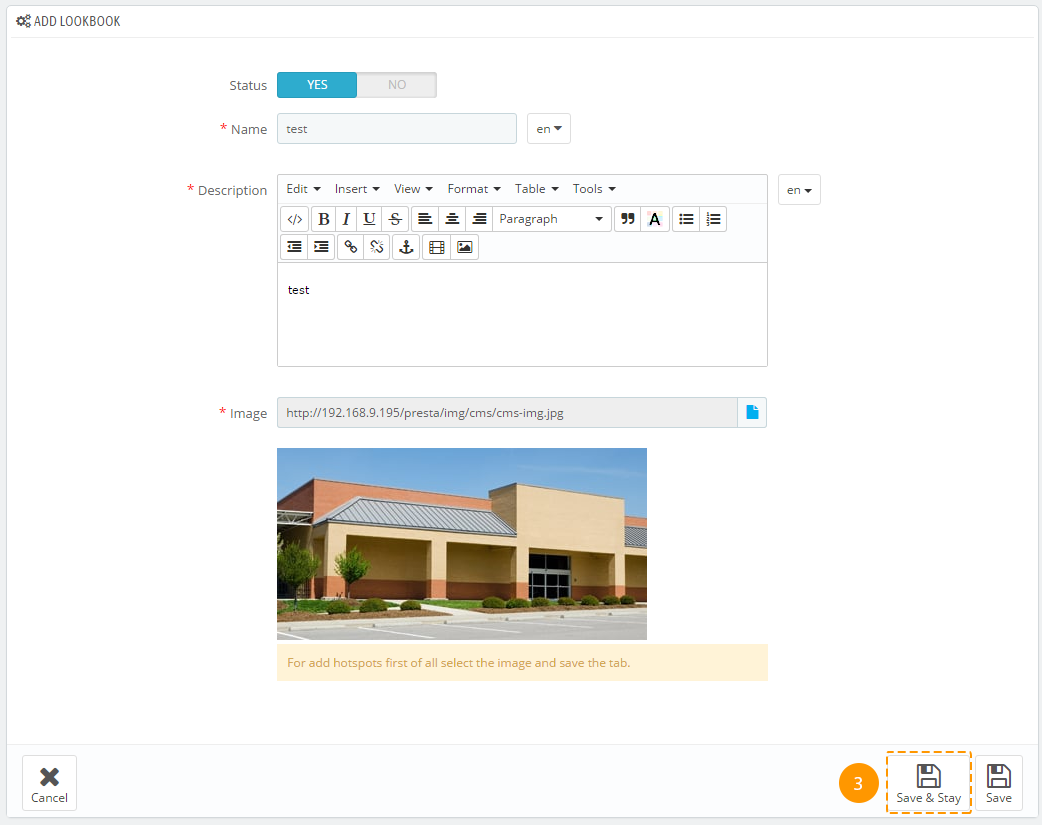 ADD LOOKBOOK
Status YES NO
* Name test en
* Description Edit Insert View Format Table Tools en
</> B I U S Paragraph A
test
* Image http://192.168.9.195/presta/img/cms/cms-img.jpg
For add hotspots first of all select the image and save the tab.
Cancel 3 Save & Stay Save